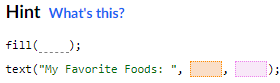 Hint What's this?
fill(_____);
text("My Favorite Foods: ", , );